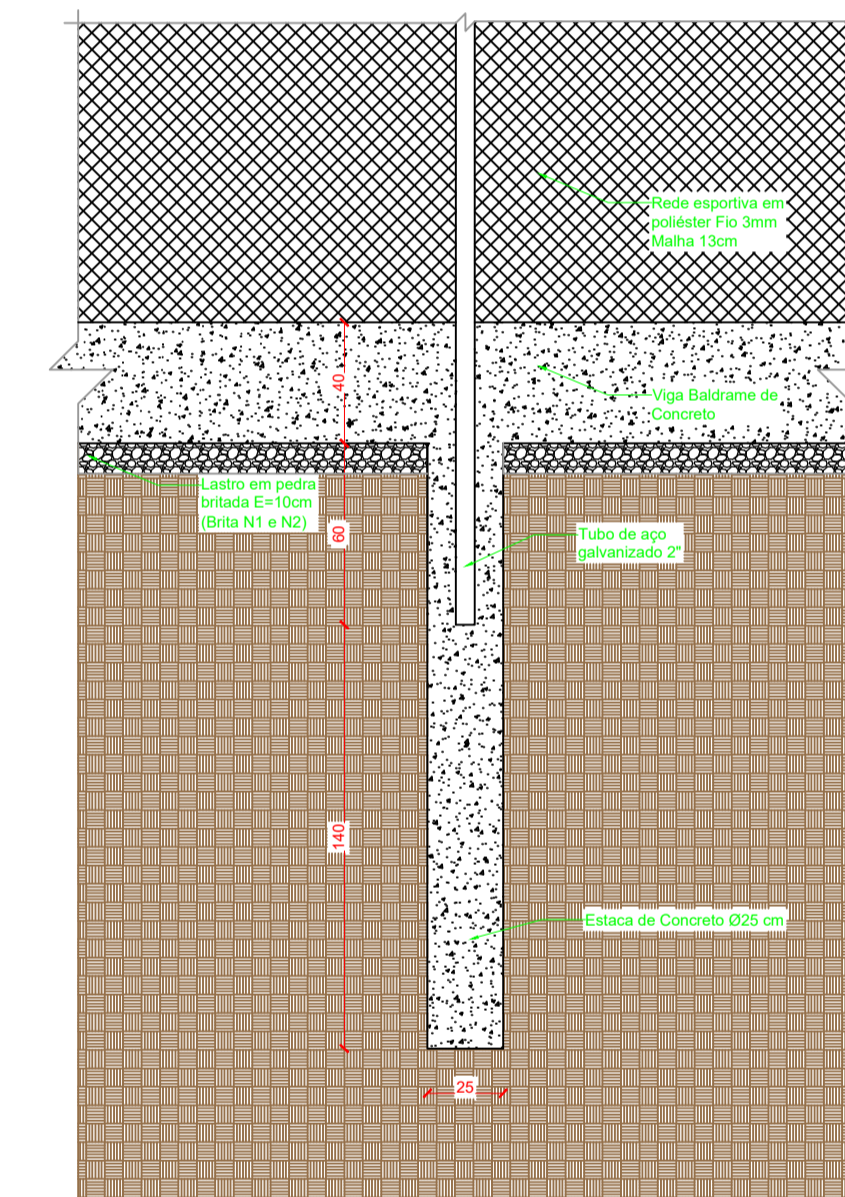 Rede esportiva em
poliéster Fio 3mm
Malha 13cm
40
Viga Baldrame de
Concreto
Lastro em pedra
britada E=10cm
(Brita N1 e N2)
60
Tubo de aço
galvanizado 2"
140
Estaca de Concreto Ø25 cm
25